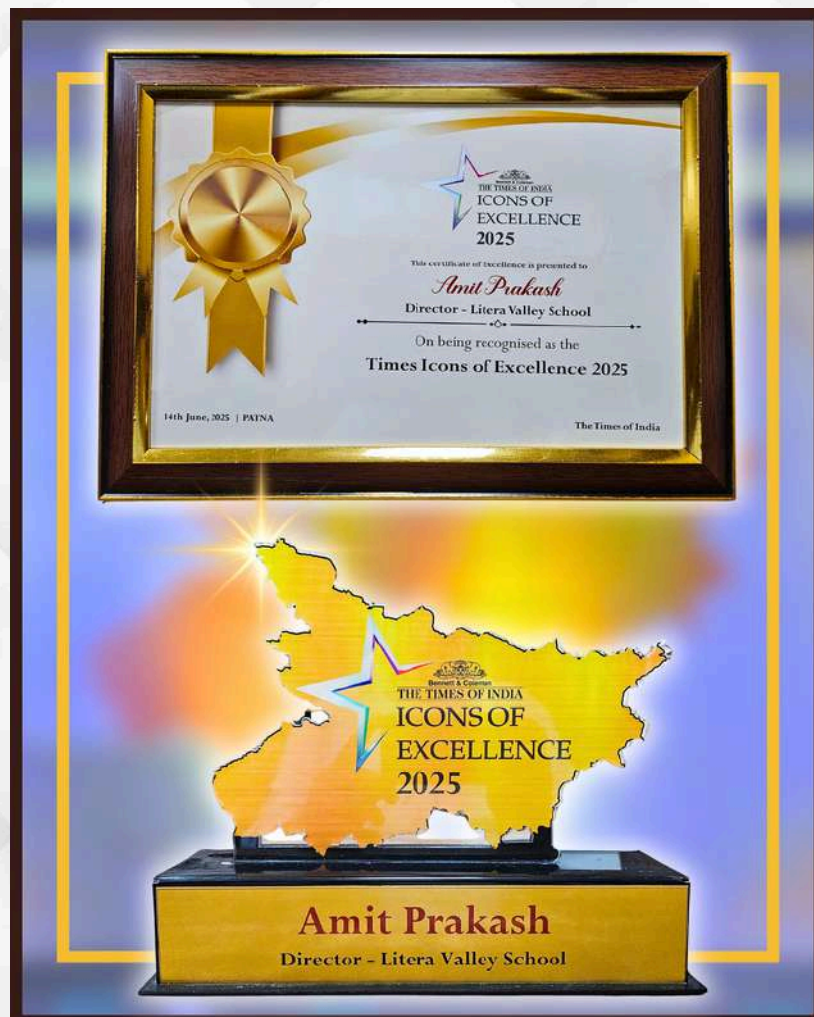 Bennett & Coleman
THE TIMES OF INDIA
ICONS OF
EXCELLENCE
2025
This certificate of Excellence is presented to
Amit Prakash
Director - Litera Valley School
On being recognised as the
Times Icons of Excellence 2025
14th June, 2025 | PATNA
The Times of India
Bennett & Coleman
THE TIMES OF INDIA
ICONS OF
EXCELLENCE
2025
Amit Prakash
Director - Litera Valley School